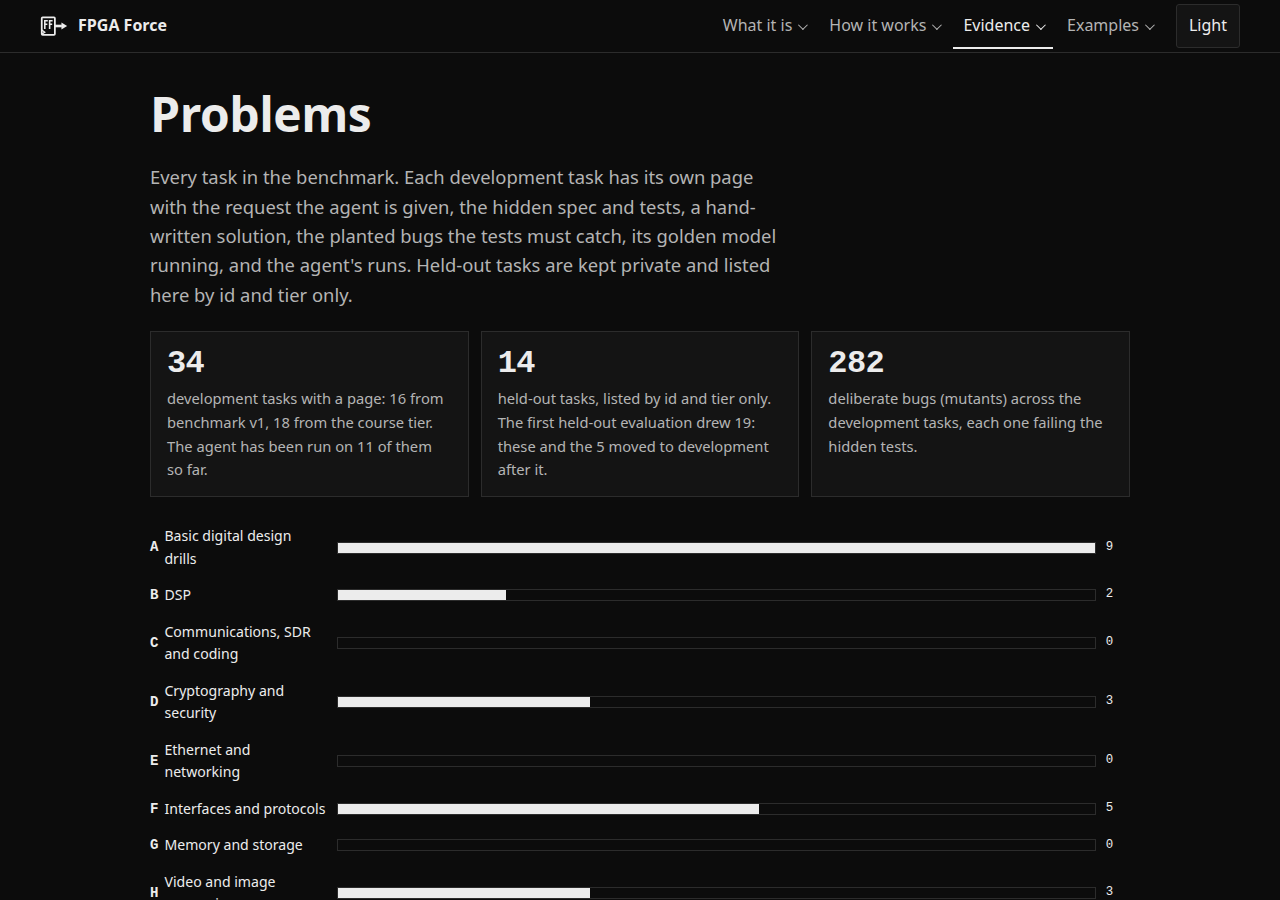 FPGA Force
What it is
How it works
Evidence
Examples
Light
Problems
Every task in the benchmark. Each development task has its own page
with the request the agent is given, the hidden spec and tests, a hand-
written solution, the planted bugs the tests must catch, its golden model
running, and the agent's runs. Held-out tasks are kept private and listed
here by id and tier only.
34
development tasks with a page: 16 from
benchmark v1, 18 from the course tier.
The agent has been run on 11 of them
so far.
14
held-out tasks, listed by id and tier only.
The first held-out evaluation drew 19:
these and the 5 moved to development
after it.
282
deliberate bugs (mutants) across the
development tasks, each one failing the
hidden tests.
A Basic digital design
drills
9
B DSP 2
C Communications, SDR
and coding
0
D Cryptography and
security
3
E Ethernet and
networking
0
F Interfaces and protocols 5
G Memory and storage 0
H Video and image
3